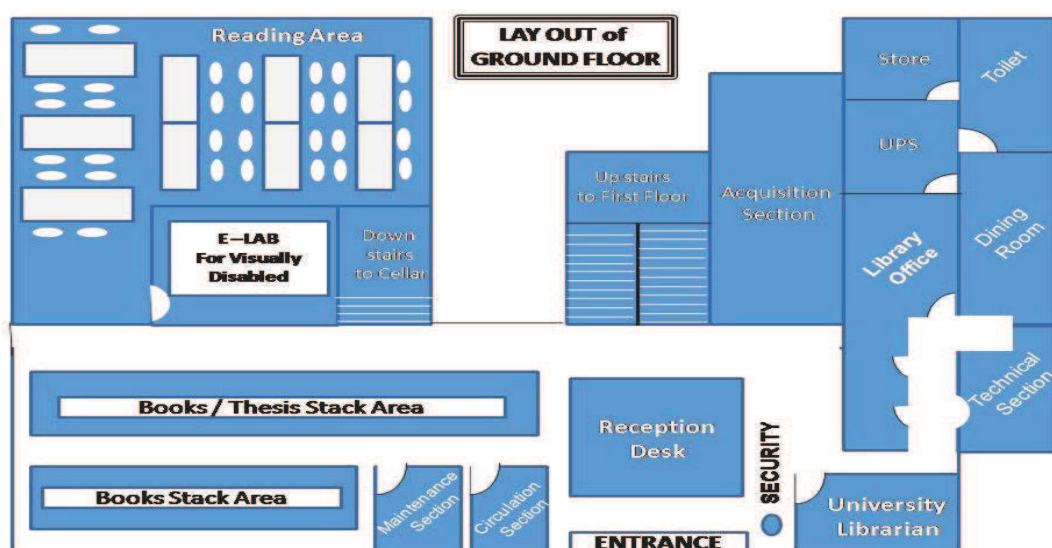 LAY OUT of
GROUND FLOOR
Reading Area
Store
Toilet
UPS
Up stairs
to First Floor
Acquisition
Section
E–LAB
For Visually
Disabled
Down
stairs
to Cellar
Library
Office
Dining
Room
Technical
Section
Books / Thesis Stack Area
Reception
Desk
SECURITY
Books Stack Area
Maintenance
Section
Circulation
Section
University
Librarian
ENTRANCE